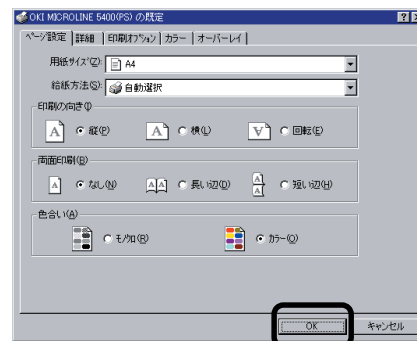 OKI MICROLINE 5400(PS) の既定
ページ設定 詳細 印刷オプション カラー オーバーレイ
用紙サイズ(Z): A4
給紙方法(S): 自動選択
印刷の向き(I)
A 縦(P) A 横(L) A 回転(E)
両面印刷(B)
A なし(N) AA 長い辺(D) A A 短い辺(H)
色合い(A)
モノクロ(R) カラー(O)
OK キャンセル